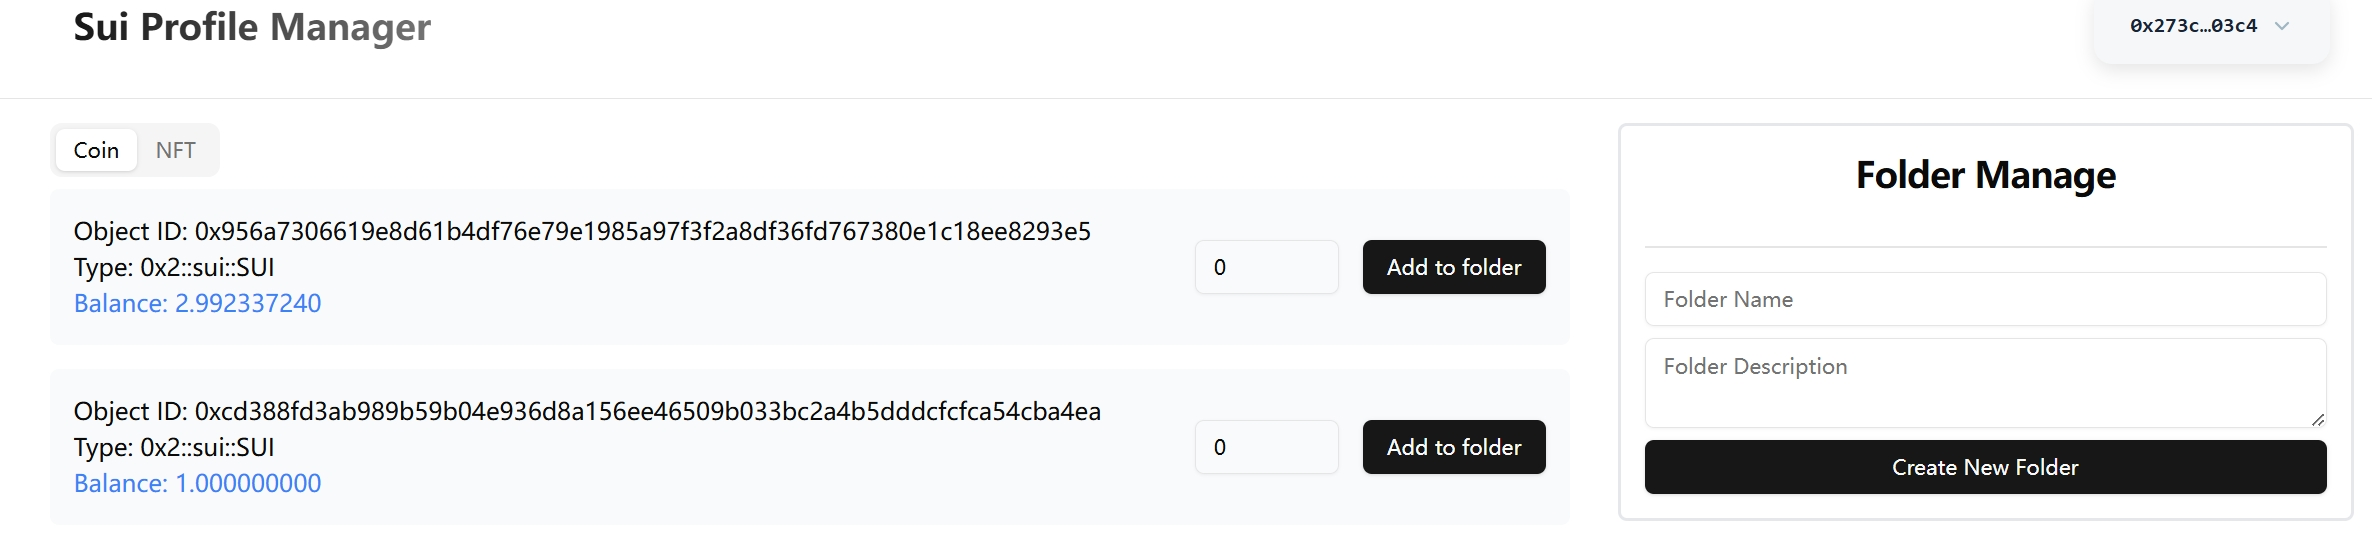 Sui Profile Manager
0x273c…03c4
Coin
NFT
Object ID: 0x956a7306619e8d61b4df76e79e1985a97f3f2a8df36fd767380e1c18ee8293e5
Type: 0x2::sui::SUI
Balance: 2.992337240
0
Add to folder
Object ID: 0xcd388fd3ab989b59b04e936d8a156ee46509b033bc2a4b5dddcfcfca54cba4ea
Type: 0x2::sui::SUI
Balance: 1.000000000
0
Add to folder
Folder Manage
Folder Name
Folder Description
Create New Folder